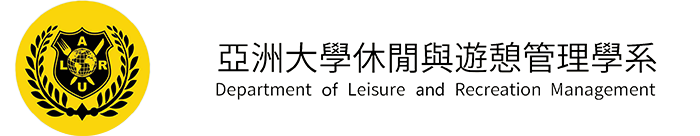 A
L R
U
亞洲大學休閒與遊憩管理學系
Department of Leisure and Recreation Management